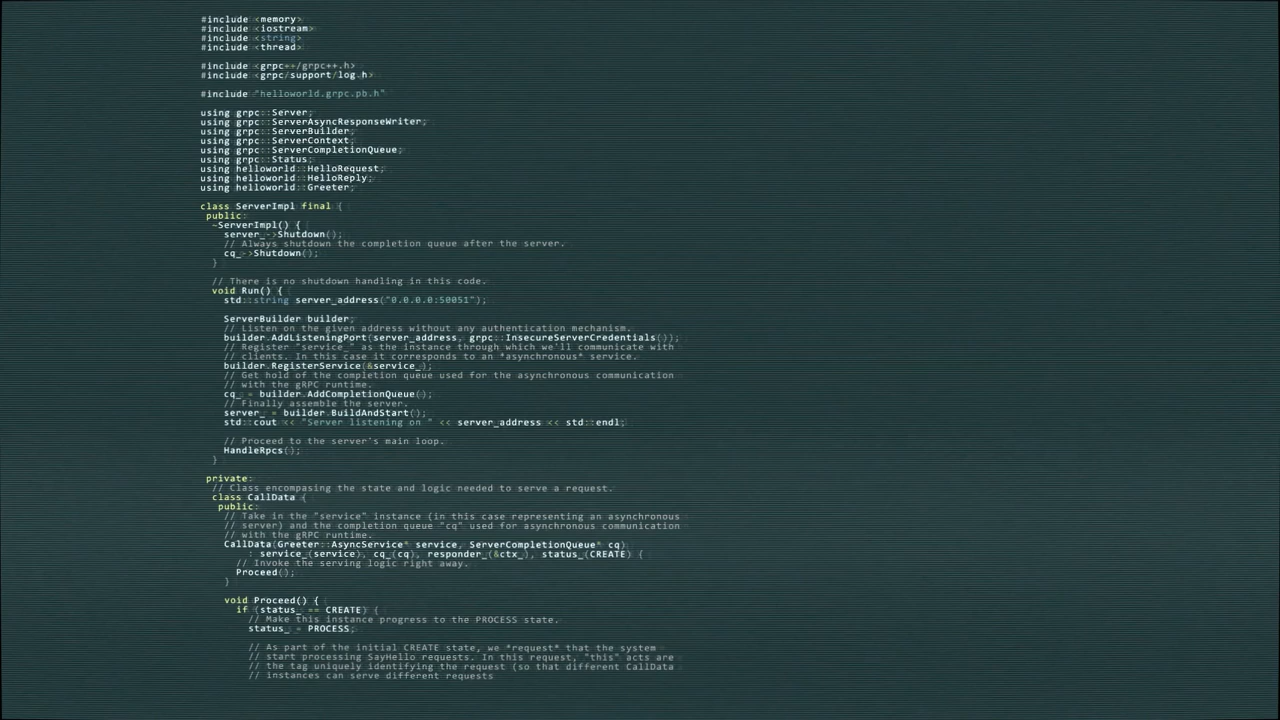 #include <memory>
#include <iostream>
#include <string>
#include <thread>
#include <grpc++/grpc++.h>
#include <grpc/support/log.h>
#include "helloworld.grpc.pb.h"
using grpc::Server;
using grpc::ServerAsyncResponseWriter;
using grpc::ServerBuilder;
using grpc::ServerContext;
using grpc::ServerCompletionQueue;
using grpc::Status;
using helloworld::HelloRequest;
using helloworld::HelloReply;
using helloworld::Greeter;
class ServerImpl final {
public:
~ServerImpl() {
server_->Shutdown();
// Always shutdown the completion queue after the server.
cq_->Shutdown();
}
// There is no shutdown handling in this code.
void Run() {
std::string server_address("0.0.0.0:50051");
ServerBuilder builder;
// Listen on the given address without any authentication mechanism.
builder.AddListeningPort(server_address, grpc::InsecureServerCredentials());
// Register "service_" as the instance through which we'll communicate with
// clients. In this case it corresponds to an *asynchronous* service.
builder.RegisterService(&service_);
// Get hold of the completion queue used for the asynchronous communication
// with the gRPC runtime.
cq_ = builder.AddCompletionQueue();
// Finally assemble the server.
server_ = builder.BuildAndStart();
std::cout << "Server listening on " << server_address << std::endl;
// Proceed to the server's main loop.
HandleRpcs();
}
private:
// Class encompasing the state and logic needed to serve a request.
class CallData {
public:
// Take in the "service" instance (in this case representing an asynchronous
// server) and the completion queue "cq" used for asynchronous communication
// with the gRPC runtime.
CallData(Greeter::AsyncService* service, ServerCompletionQueue* cq)
: service_(service), cq_(cq), responder_(&ctx_), status_(CREATE) {
// Invoke the serving logic right away.
Proceed();
}
void Proceed() {
if (status_ == CREATE) {
// Make this instance progress to the PROCESS state.
status_ = PROCESS;
// As part of the initial CREATE state, we *request* that the system
// start processing SayHello requests. In this request, "this" acts are
// the tag uniquely identifying the request (so that different CallData
// instances can serve different requests